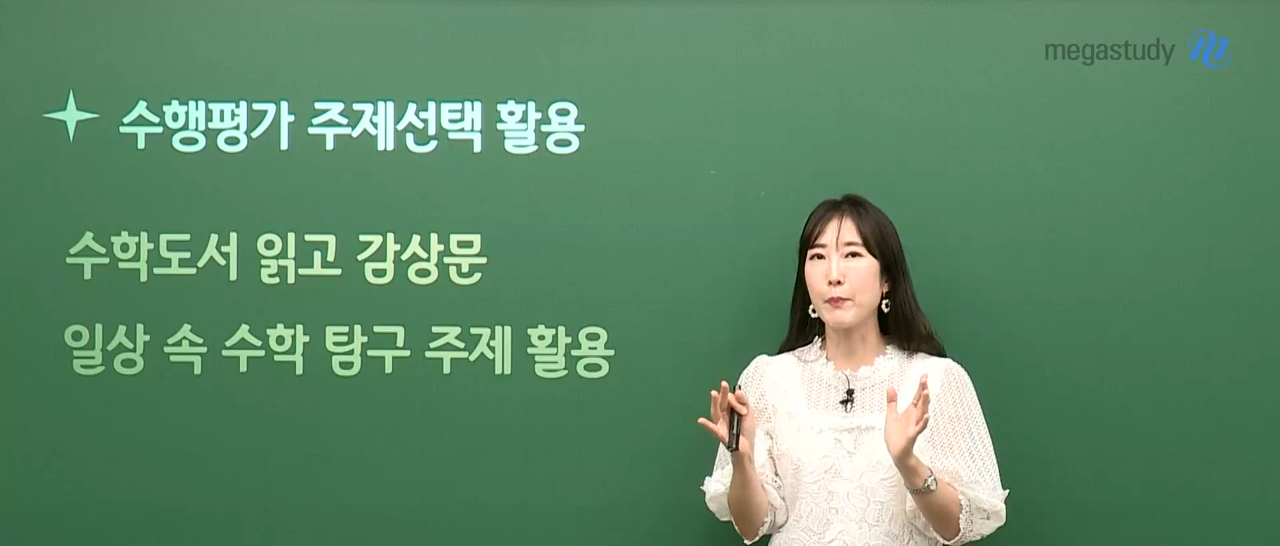 megastudy
수행평가 주제선택 활용
수학도서 읽고 감상문
일상 속 수학 탐구 주제 활용